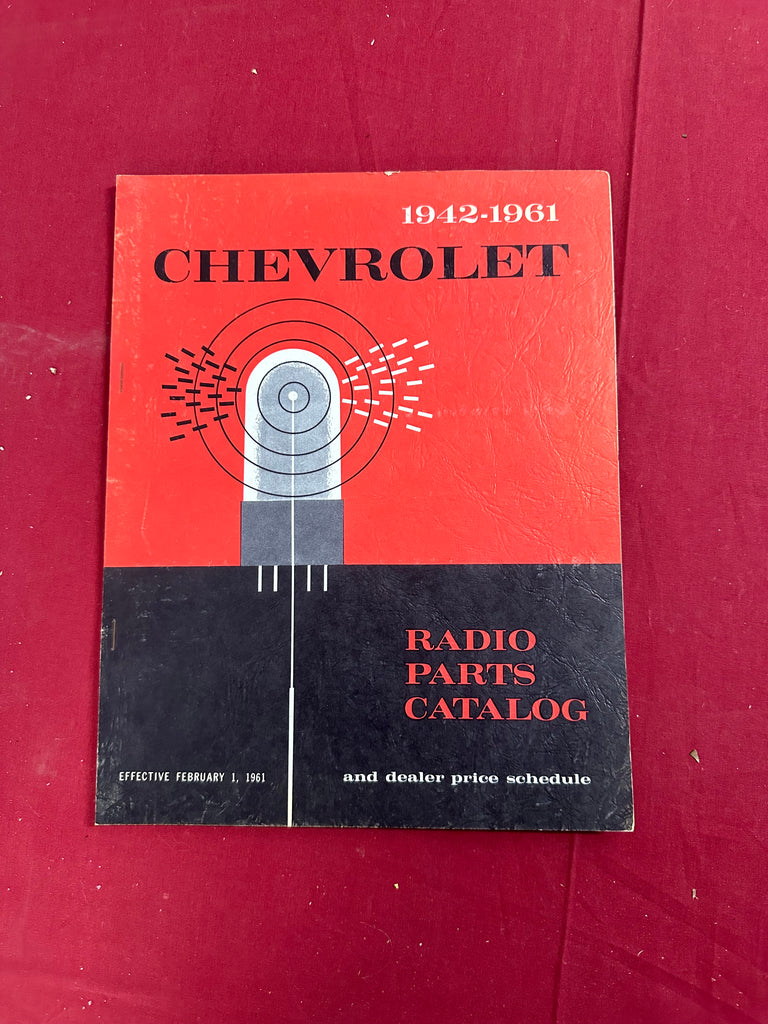 1942-1961
CHEVROLET
RADIO
PARTS
CATALOG
EFFECTIVE FEBRUARY 1, 1961
and dealer price schedule